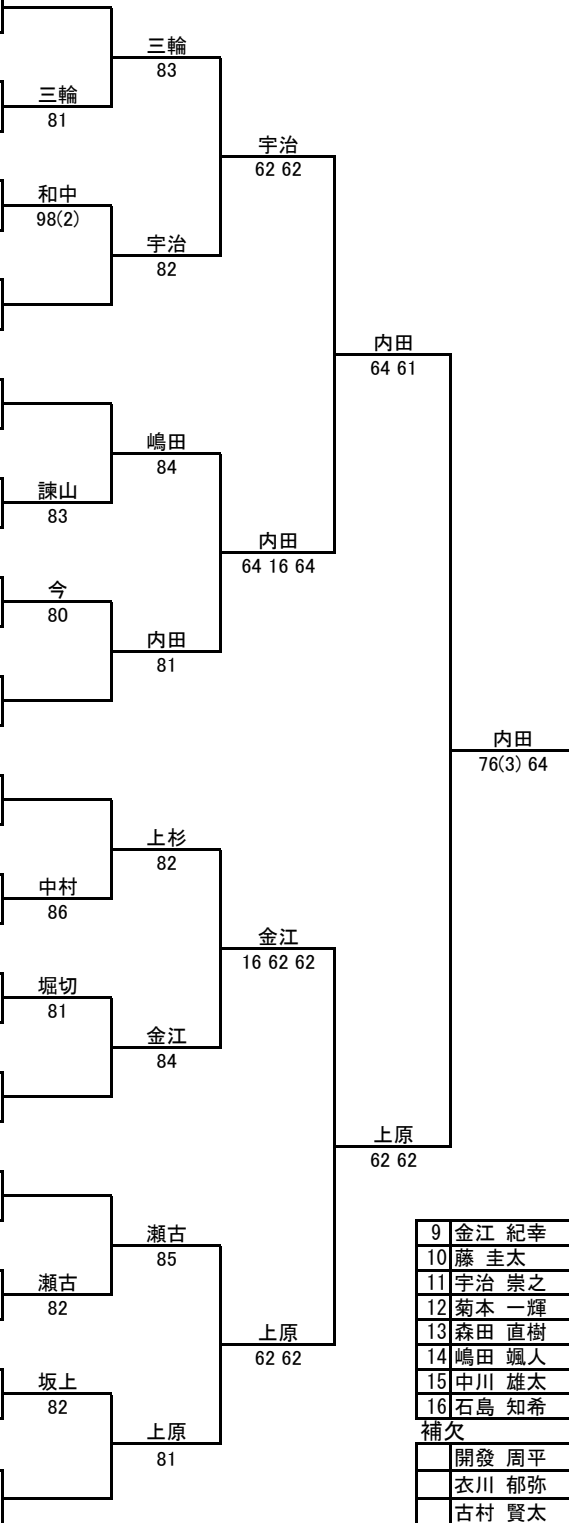 三輪
83
三輪
81
宇治
62 62
和中
98(2)
宇治
82
内田
64 61
嶋田
84
諫山
83
内田
64 16 64
今
80
内田
81
内田
76(3) 64
上杉
82
中村
86
金江
16 62 62
堀切
81
金江
84
上原
62 62
瀬古
85
瀬古
82
上原
62 62
坂上
82
上原
81
9 金江 紀幸
10 藤 圭太
11 宇治 崇之
12 菊本 一輝
13 森田 直樹
14 嶋田 颯人
15 中川 雄太
16 石島 知希
補欠
開發 周平
衣川 郁弥
古村 賢太